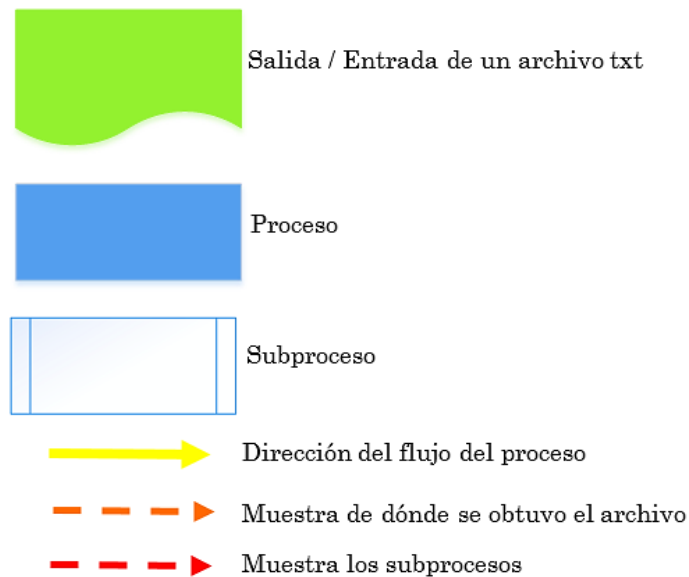 Salida / Entrada de un archivo txt
Proceso
Subproceso
Dirección del flujo del proceso
Muestra de dónde se obtuvo el archivo
Muestra los subprocesos